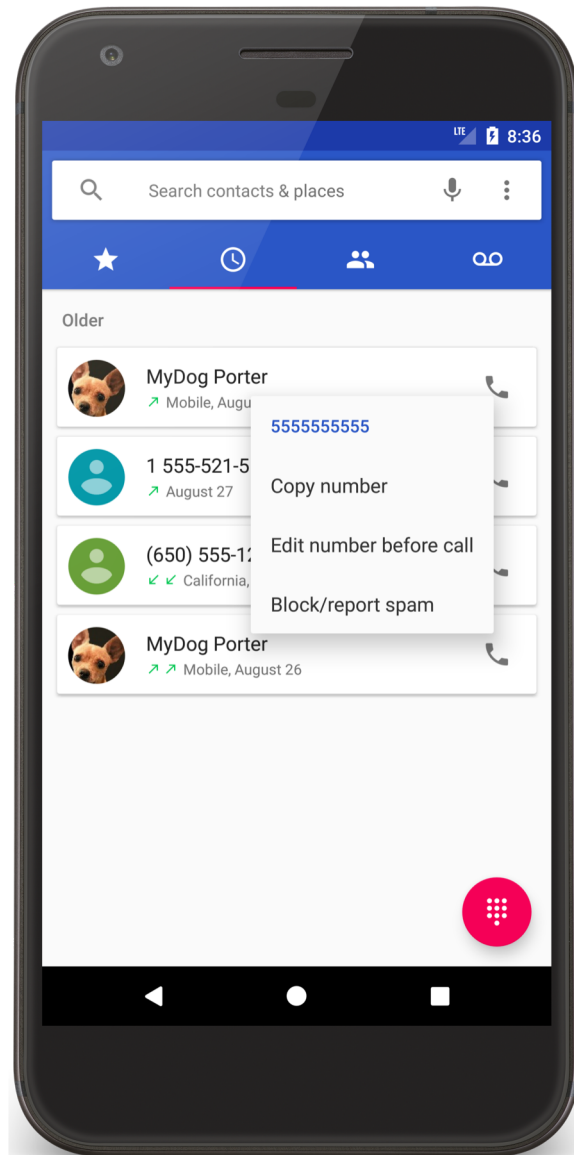 LTE 8:36
Search contacts & places
Older
MyDog Porter
Mobile, Augu
5555555555
1 555-521-5
August 27
Copy number
(650) 555-12
California,
Edit number before call
Block/report spam
MyDog Porter
Mobile, August 26